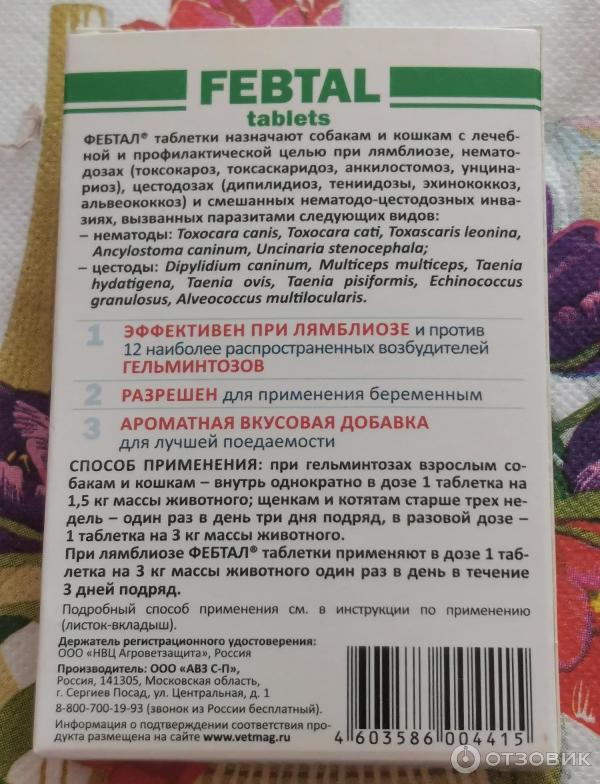 FEBTAL
tablets
ФЕБТАЛ® таблетки назначают собакам и кошкам с лечеб-
ной и профилактической целью при лямблиозе, немато-
дозах (токсокароз, токсаскаридоз, анкилостомоз, унцина-
риоз), цестодозах (дипилидиоз, тениидозы, эхинококкоз,
альвеококкоз) и смешанных нематодо-цестодозных инва-
зиях, вызванных паразитами следующих видов:
– нематоды: Toxocara canis, Toxocara cati, Toxascaris leonina,
Ancylostoma caninum, Uncinaria stenocephala;
– цестоды: Dipylidium caninum, Multiceps multiceps, Taenia
hydatigena, Taenia ovis, Taenia pisiformis, Echinococcus
granulosus, Alveococcus multilocularis.
1 ЭФФЕКТИВЕН ПРИ ЛЯМБЛИОЗЕ и против
12 наиболее распространенных возбудителей
ГЕЛЬМИНТОЗОВ
2 РАЗРЕШЕН для применения беременным
3 АРОМАТНАЯ ВКУСОВАЯ ДОБАВКА
для лучшей поедаемости
СПОСОБ ПРИМЕНЕНИЯ: при гельминтозах взрослым со-
бакам и кошкам – внутрь однократно в дозе 1 таблетка на
1,5 кг массы животного; щенкам и котятам старше трех не-
дель – один раз в день три дня подряд, в разовой дозе –
1 таблетка на 3 кг массы животного.
При лямблиозе ФЕБТАЛ® таблетки применяют в дозе 1 таб-
летка на 3 кг массы животного один раз в день в течение
3 дней подряд.
Подробный способ применения см. в инструкции по применению
(листок-вкладыш).
Держатель регистрационного удостоверения:
ООО «НВЦ Агроветзащита», Россия
Производитель: ООО «АВЗ С-П»,
Россия, 141305, Московская область,
г. Сергиев Посад, ул. Центральная, д. 1
8-800-700-19-93 (звонок из России бесплатный).
Информация о подтверждении соответствия про-
дукта размещена на сайте www.vetmag.ru
4 603586 004415
ОТЗОВИК